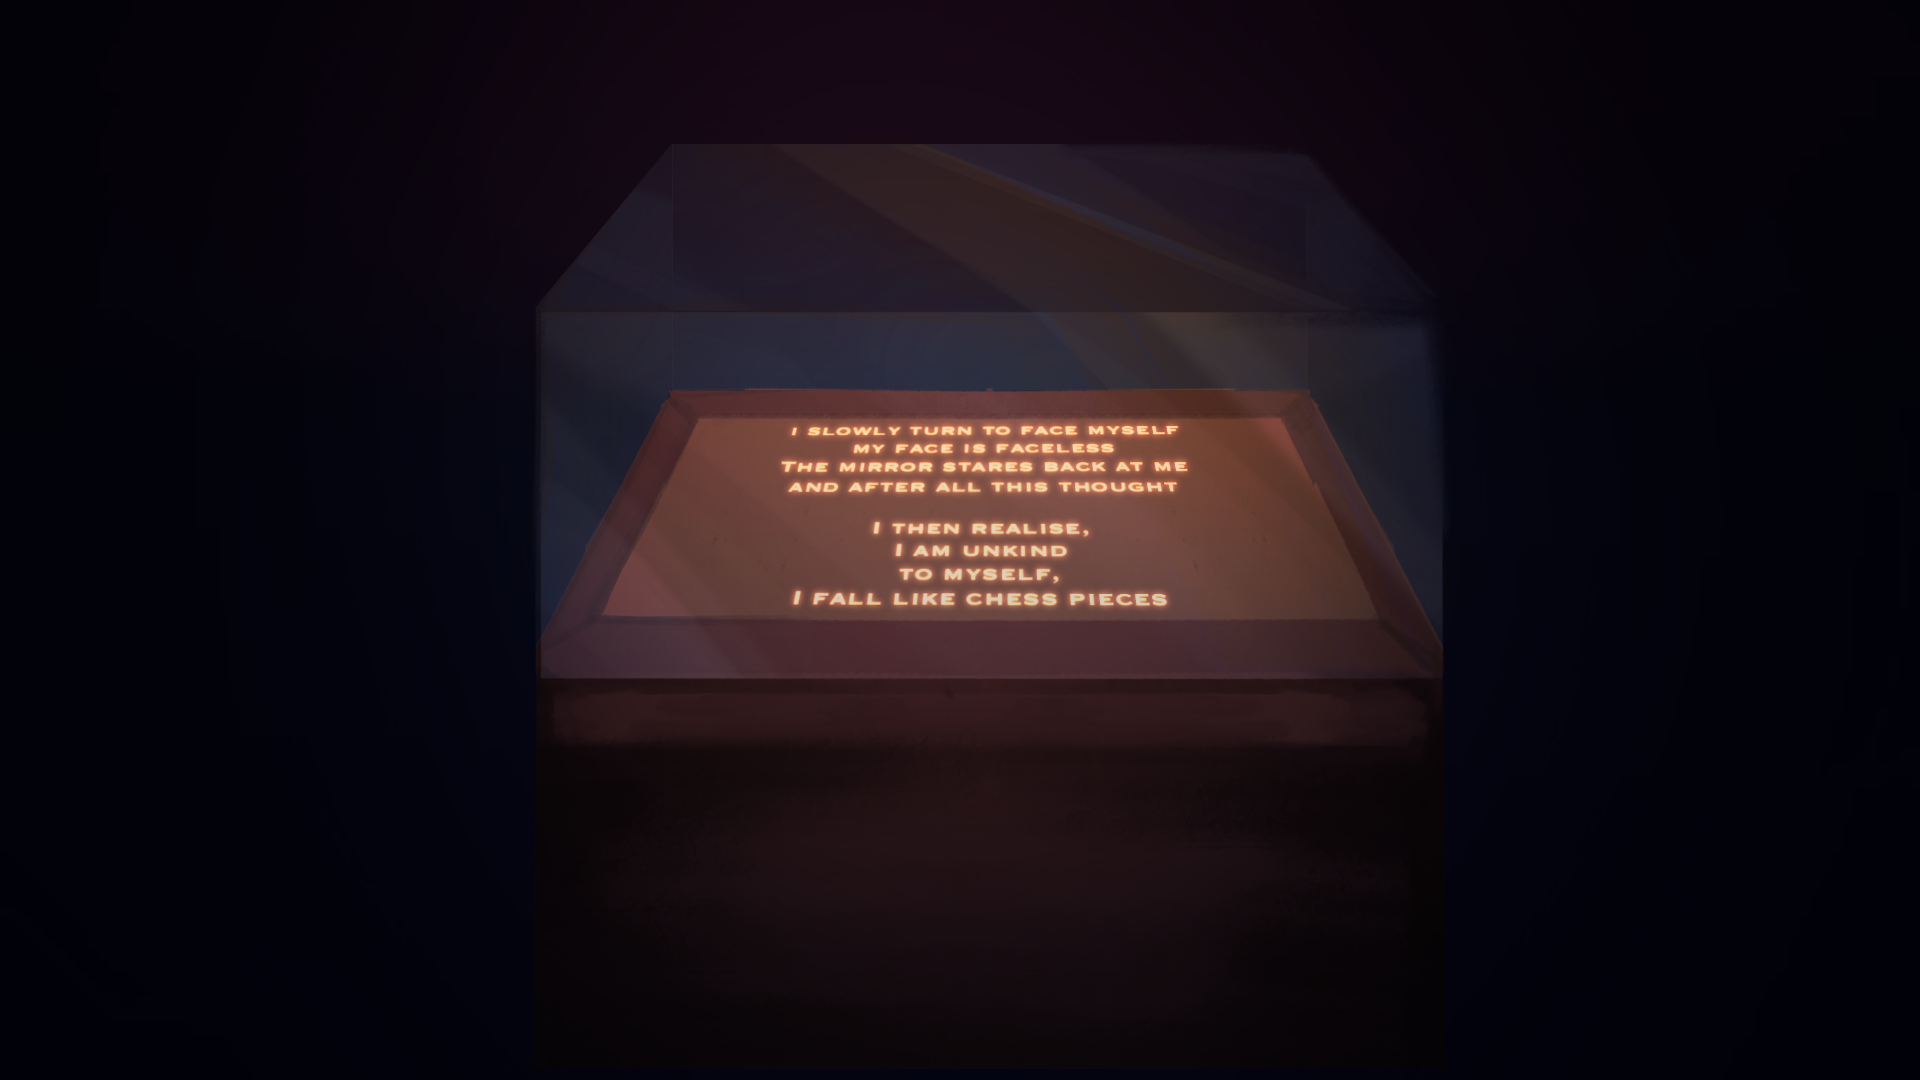 I SLOWLY TURN TO FACE MYSELF
MY FACE IS FACELESS
THE MIRROR STARES BACK AT ME
AND AFTER ALL THIS THOUGHT
I THEN REALISE,
I AM UNKIND
TO MYSELF,
I FALL LIKE CHESS PIECES